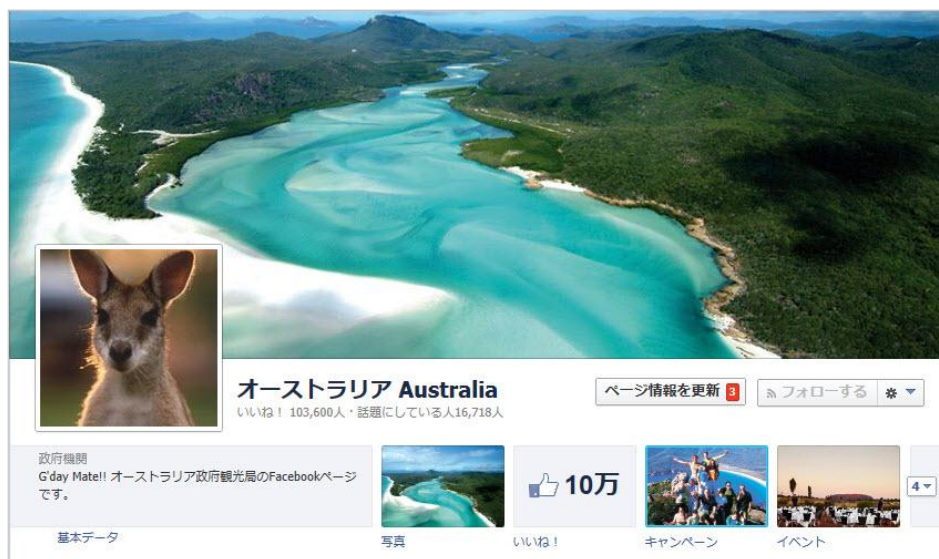 オーストラリア Australia
いいね！ 103,600人・話題にしている人16,718人
ページ情報を更新 3
フォローする
政府機関
G'day Mate!! オーストラリア政府観光局のFacebookページ
です。
基本データ
写真
10万
いいね！
キャンペーン
イベント
4